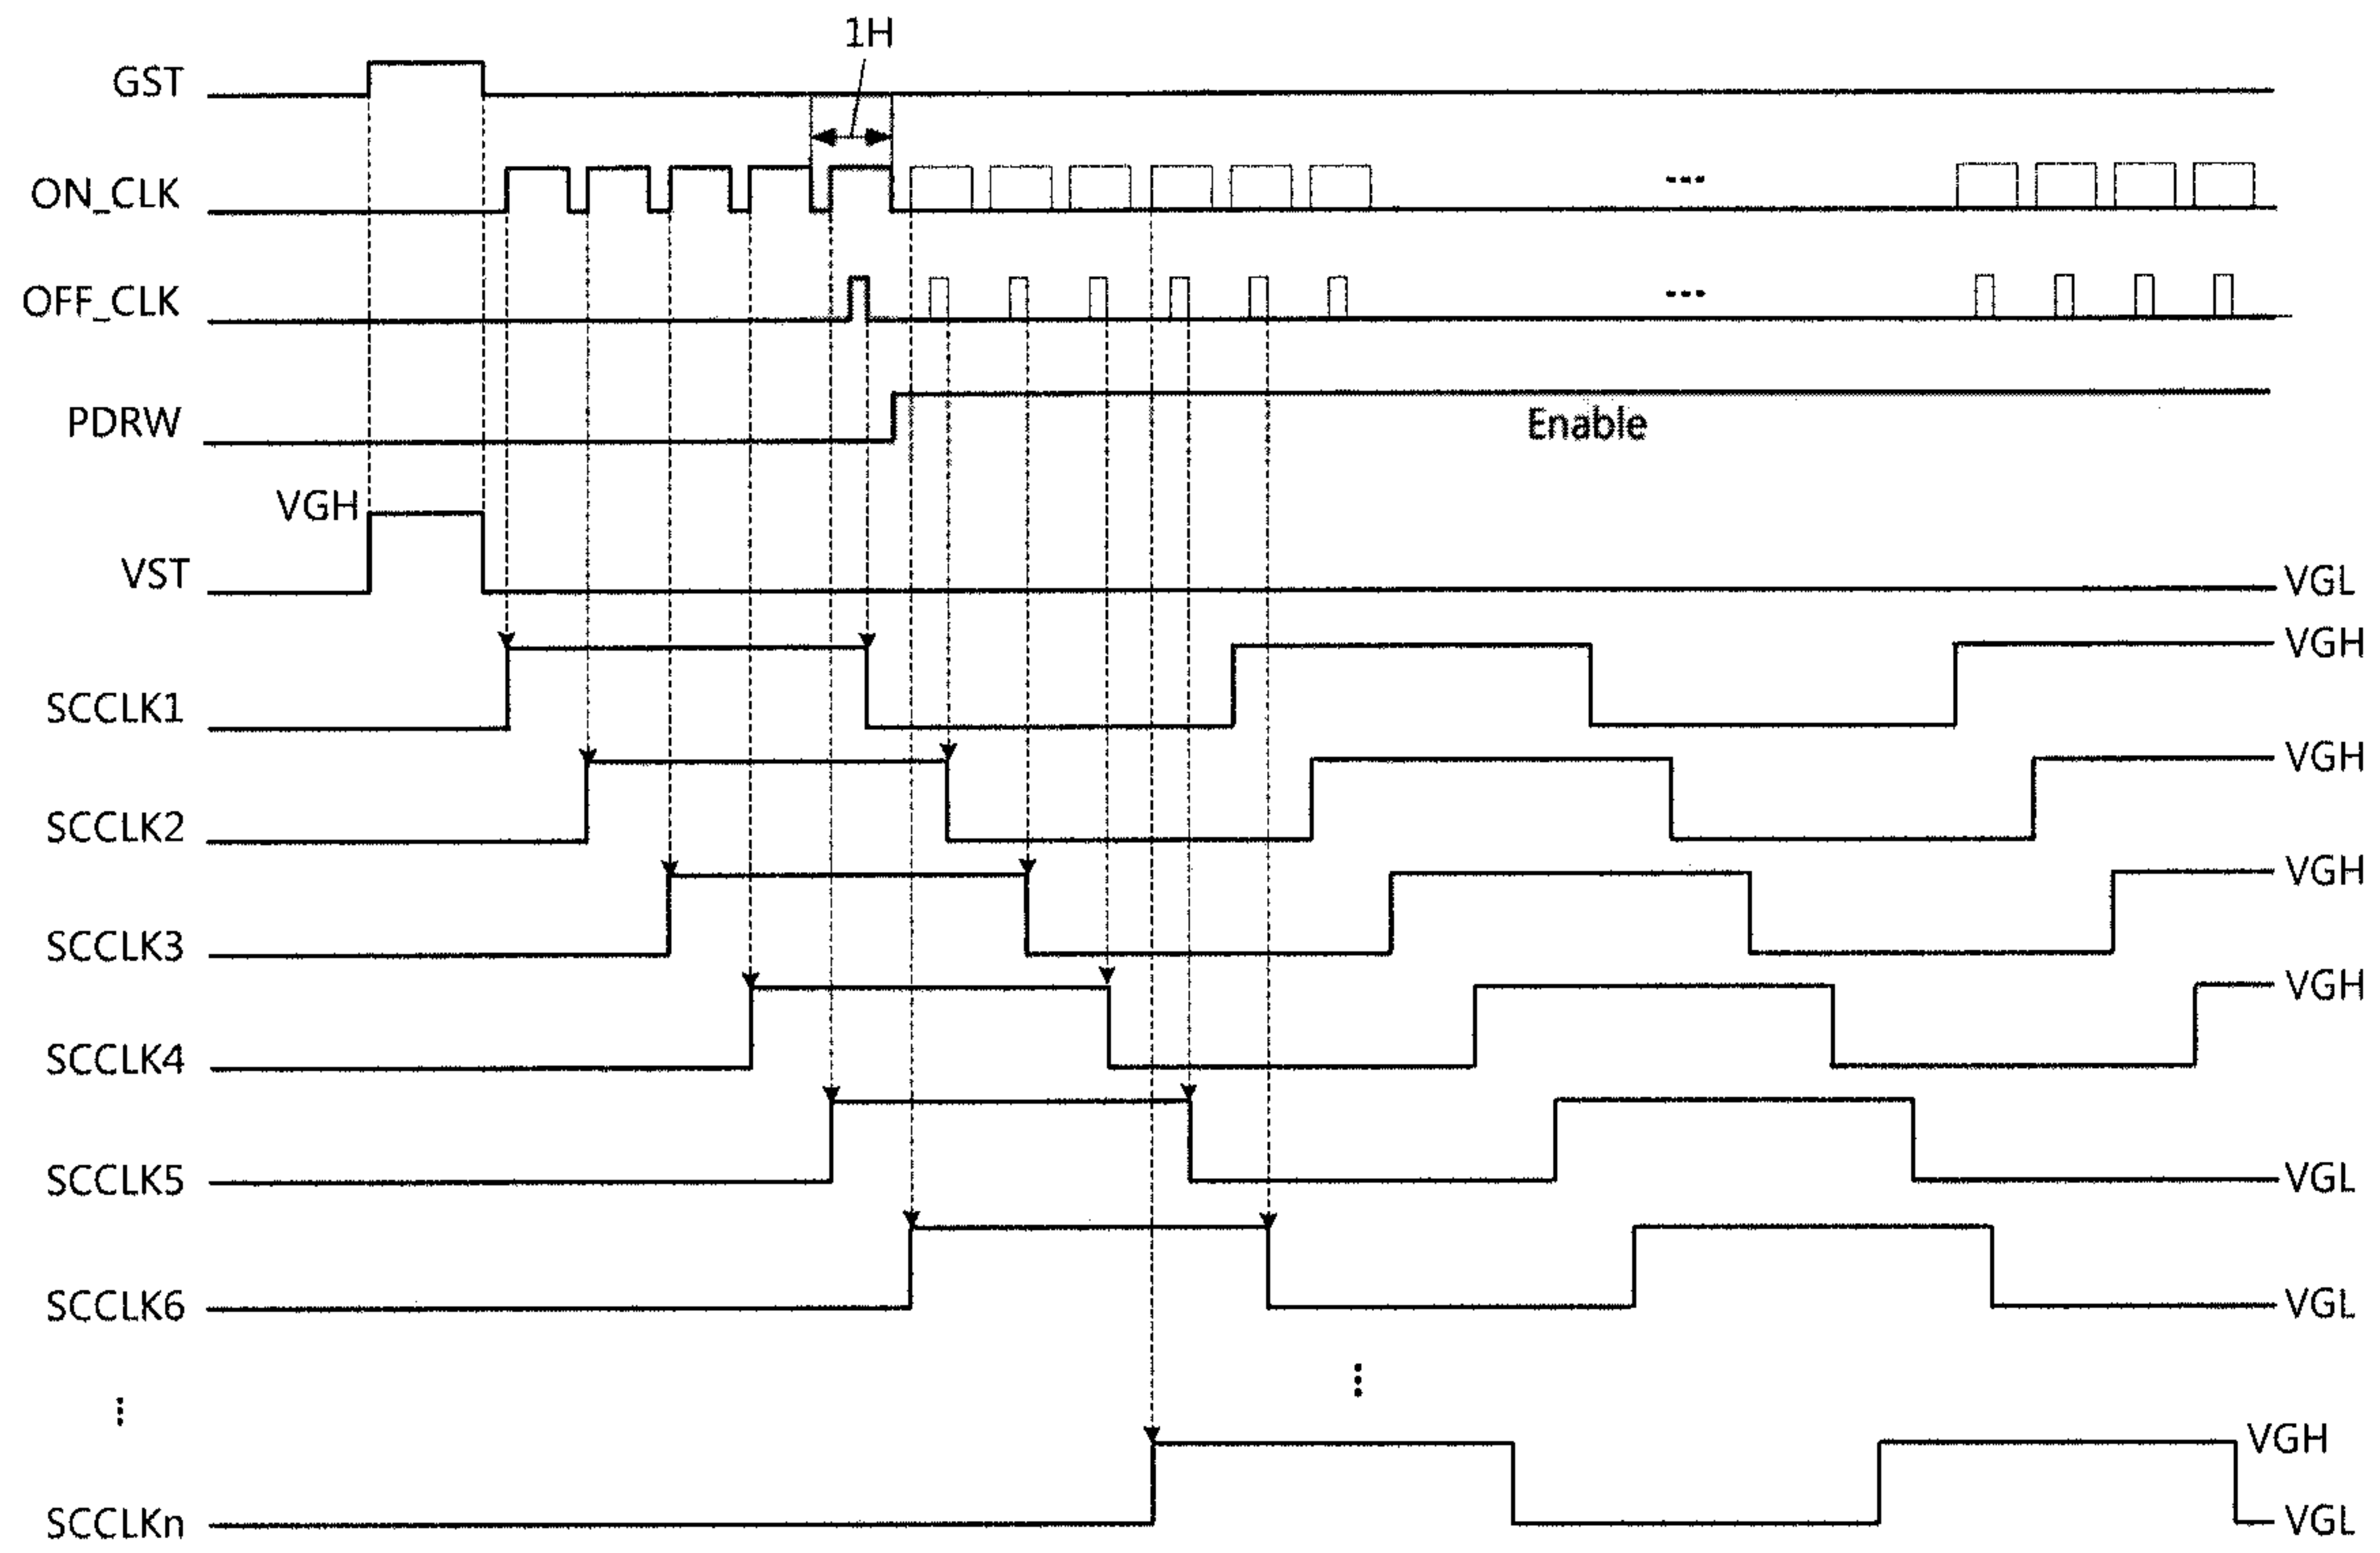 1H
GST
ON_CLK
...
OFF_CLK
...
PDRW
Enable
VGH
VST
VGL
VGH
SCCLK1
VGH
SCCLK2
VGH
SCCLK3
VGH
SCCLK4
SCCLK5
VGL
SCCLK6
VGL
⋮
⋮
VGH
SCCLKn
VGL